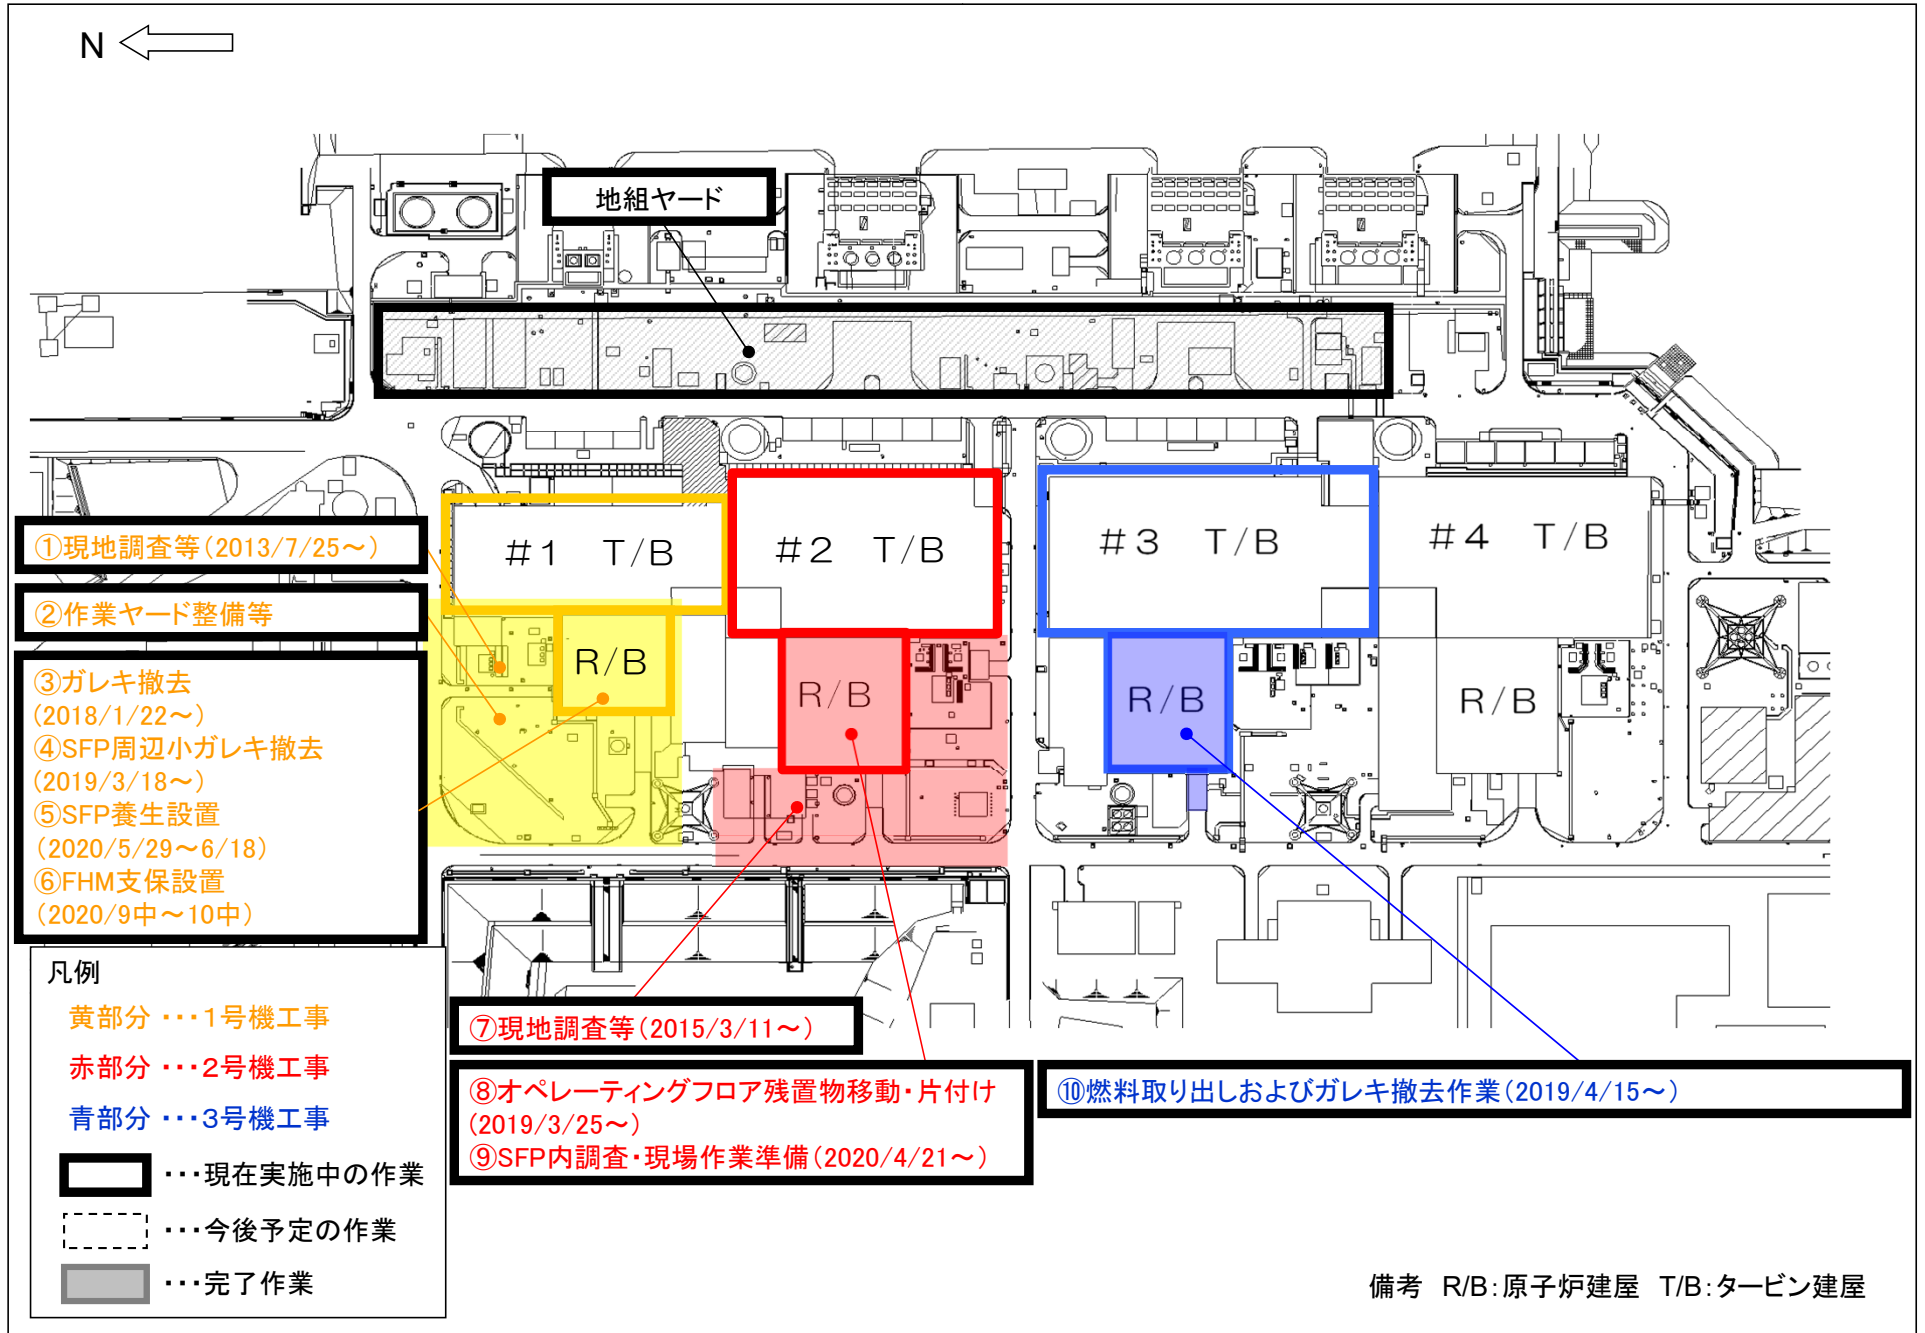 N
地組ヤード
#1 T/B
#2 T/B
#3 T/B
#4 T/B
R/B
R/B
R/B
R/B
①現地調査等(2013/7/25～)
②作業ヤード整備等
③ガレキ撤去
(2018/1/22～)
④SFP周辺小ガレキ撤去
(2019/3/18～)
⑤SFP養生設置
(2020/5/29～6/18)
⑥FHM支保設置
(2020/9中～10中)
⑦現地調査等(2015/3/11～)
⑧オペレーティングフロア残置物移動・片付け
(2019/3/25～)
⑨SFP内調査・現場作業準備(2020/4/21～)
⑩燃料取り出しおよびガレキ撤去作業(2019/4/15～)
凡例
黄部分 ・・・1号機工事
赤部分 ・・・2号機工事
青部分 ・・・3号機工事
・・・現在実施中の作業
・・・今後予定の作業
・・・完了作業
備考 R/B:原子炉建屋 T/B:タービン建屋